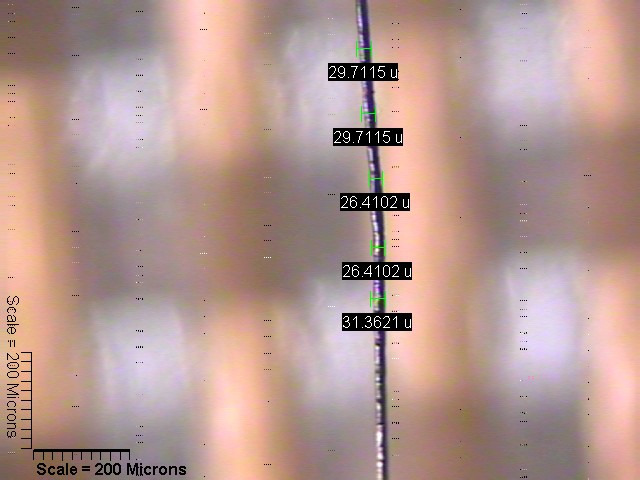 29.7115 u
29.7115 u
26.4102 u
26.4102 u
31.3621 u
Scale = 200 Microns
Scale = 200 Microns